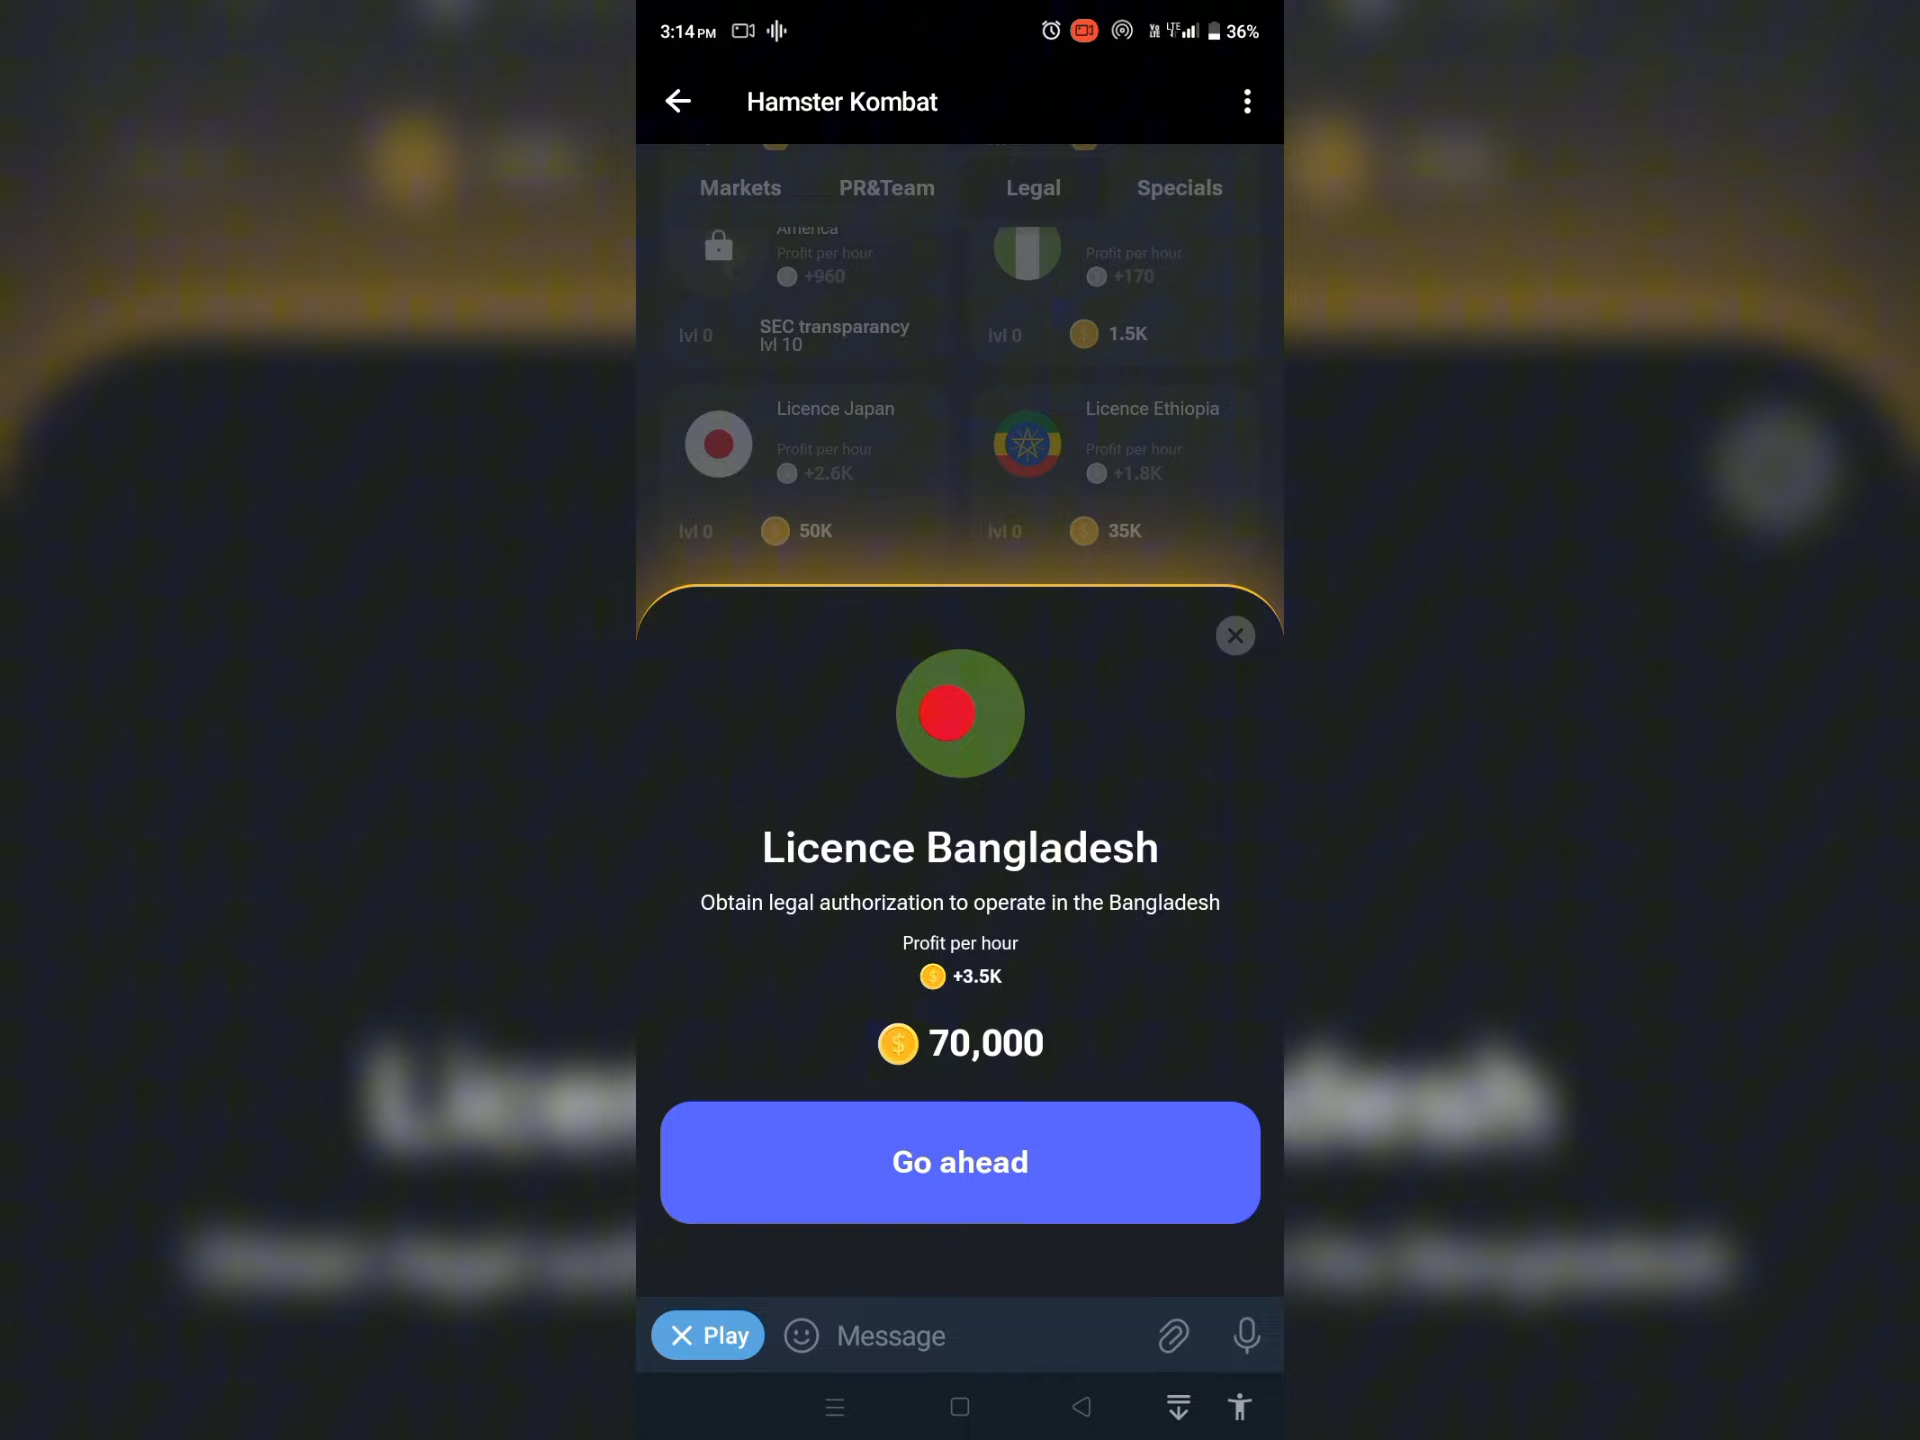 3:14 PM
36%
Hamster Kombat
Markets PR&Team Legal Specials
America
Profit per hour
+960
Profit per hour
+170
lvl 0
SEC transparancy
lvl 10
lvl 0
1.5K
Licence Japan
Profit per hour
+2.6K
lvl 0
50K
Licence Ethiopia
Profit per hour
+1.8K
lvl 0
35K
Licence Bangladesh
Obtain legal authorization to operate in the Bangladesh
Profit per hour
+3.5K
70,000
Go ahead
Play
Message